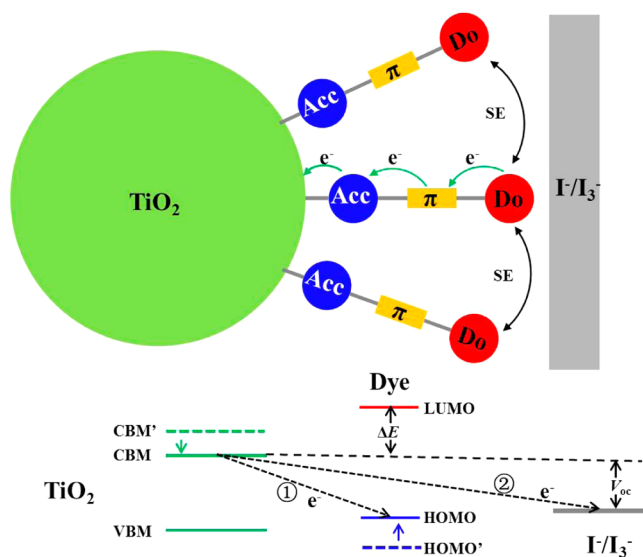 Do
π
Acc
SE
e⁻ e⁻ e⁻
TiO₂ Acc π Do I⁻/I₃⁻
SE
Acc
π
Do
Dye
LUMO
CBM'
ΔE
CBM
TiO₂
① e⁻
② e⁻
Voc
VBM
HOMO
HOMO'
I⁻/I₃⁻